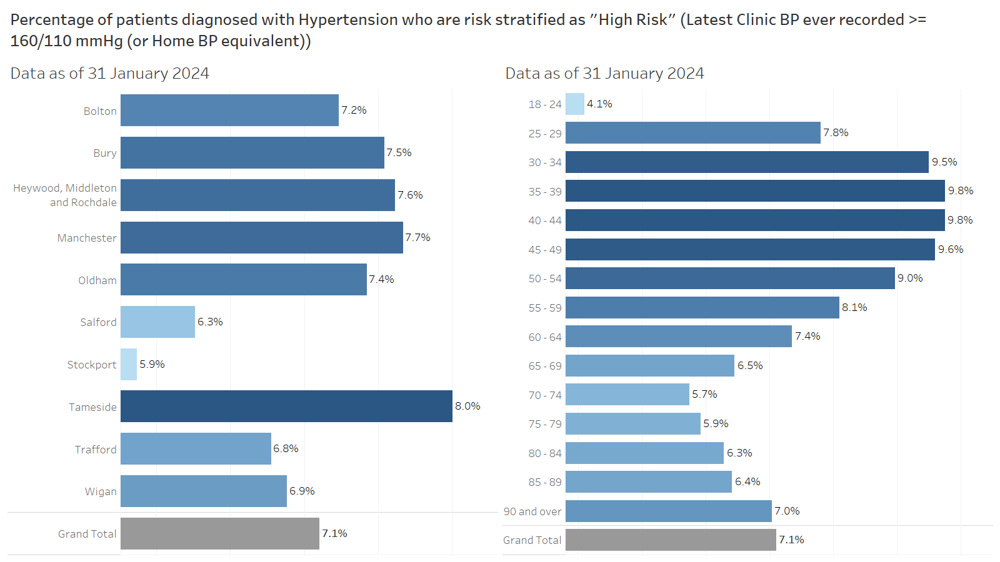 Percentage of patients diagnosed with Hypertension who are risk stratified as ”High Risk” (Latest Clinic BP ever recorded >=
160/110 mmHg (or Home BP equivalent))
Data as of 31 January 2024
Bolton 7.2%
Bury 7.5%
Heywood, Middleton
and Rochdale 7.6%
Manchester 7.7%
Oldham 7.4%
Salford 6.3%
Stockport 5.9%
Tameside 8.0%
Trafford 6.8%
Wigan 6.9%
Grand Total 7.1%
Data as of 31 January 2024
18 - 24 4.1%
25 - 29 7.8%
30 - 34 9.5%
35 - 39 9.8%
40 - 44 9.8%
45 - 49 9.6%
50 - 54 9.0%
55 - 59 8.1%
60 - 64 7.4%
65 - 69 6.5%
70 - 74 5.7%
75 - 79 5.9%
80 - 84 6.3%
85 - 89 6.4%
90 and over 7.0%
Grand Total 7.1%